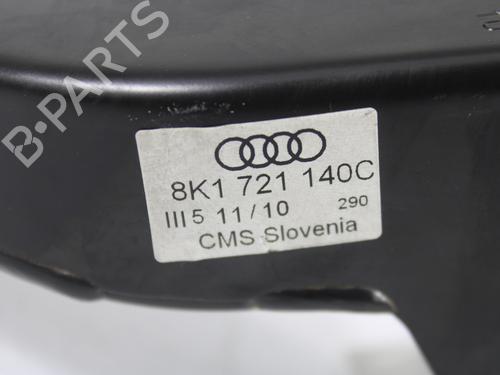 B-PARTS
8K1 721 140C
III5 11/10 290
CMS Slovenia